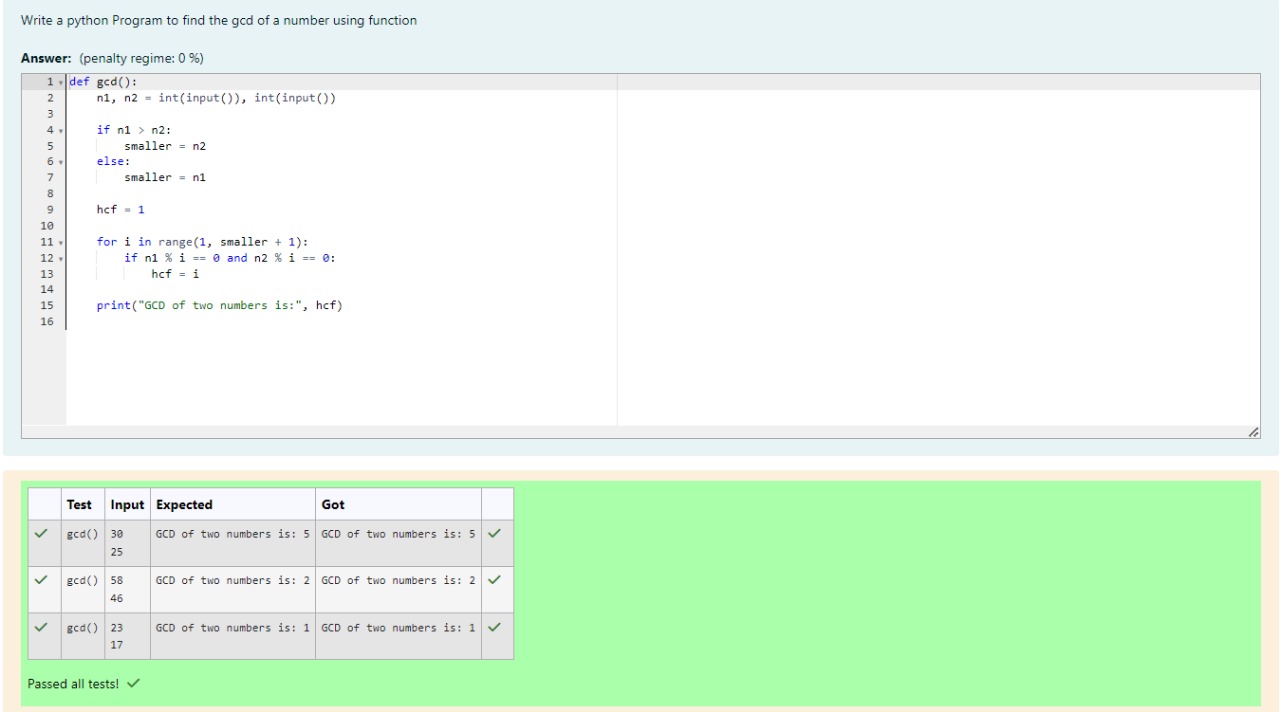 Write a python Program to find the gcd of a number using function
Answer: (penalty regime: 0 %)
1 def gcd():
2     n1, n2 = int(input()), int(input())
3
4     if n1 > n2:
5         smaller = n2
6     else:
7         smaller = n1
8
9     hcf = 1
10
11     for i in range(1, smaller + 1):
12         if n1 % i == 0 and n2 % i == 0:
13             hcf = i
14
15     print("GCD of two numbers is:", hcf)
16
Test Input Expected Got
gcd() 30 GCD of two numbers is: 5 GCD of two numbers is: 5
25
gcd() 58 GCD of two numbers is: 2 GCD of two numbers is: 2
46
gcd() 23 GCD of two numbers is: 1 GCD of two numbers is: 1
17
Passed all tests!